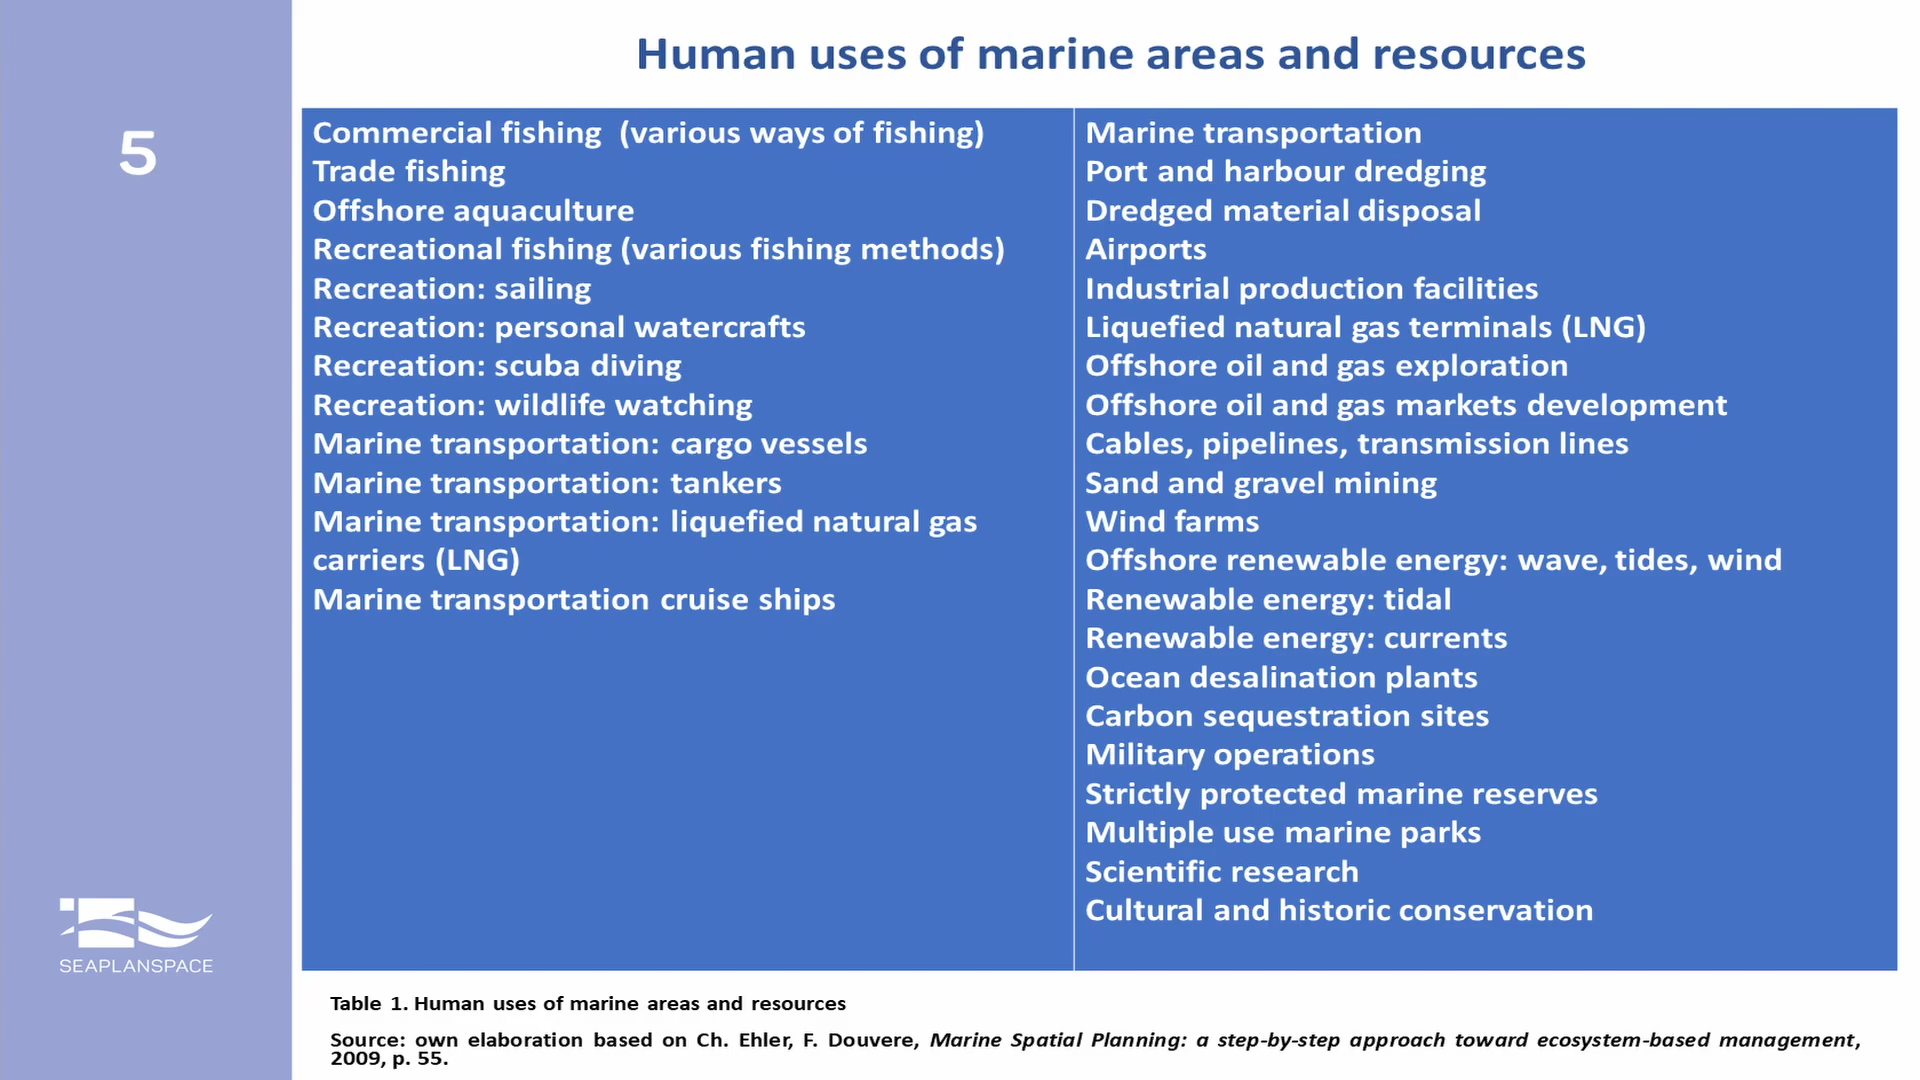 Human uses of marine areas and resources
5
Commercial fishing (various ways of fishing)
Trade fishing
Offshore aquaculture
Recreational fishing (various fishing methods)
Recreation: sailing
Recreation: personal watercrafts
Recreation: scuba diving
Recreation: wildlife watching
Marine transportation: cargo vessels
Marine transportation: tankers
Marine transportation: liquefied natural gas
carriers (LNG)
Marine transportation cruise ships
Marine transportation
Port and harbour dredging
Dredged material disposal
Airports
Industrial production facilities
Liquefied natural gas terminals (LNG)
Offshore oil and gas exploration
Offshore oil and gas markets development
Cables, pipelines, transmission lines
Sand and gravel mining
Wind farms
Offshore renewable energy: wave, tides, wind
Renewable energy: tidal
Renewable energy: currents
Ocean desalination plants
Carbon sequestration sites
Military operations
Strictly protected marine reserves
Multiple use marine parks
Scientific research
Cultural and historic conservation
SEAPLANSPACE
Table 1. Human uses of marine areas and resources
Source: own elaboration based on Ch. Ehler, F. Douvere, Marine Spatial Planning: a step-by-step approach toward ecosystem-based management,
2009, p. 55.